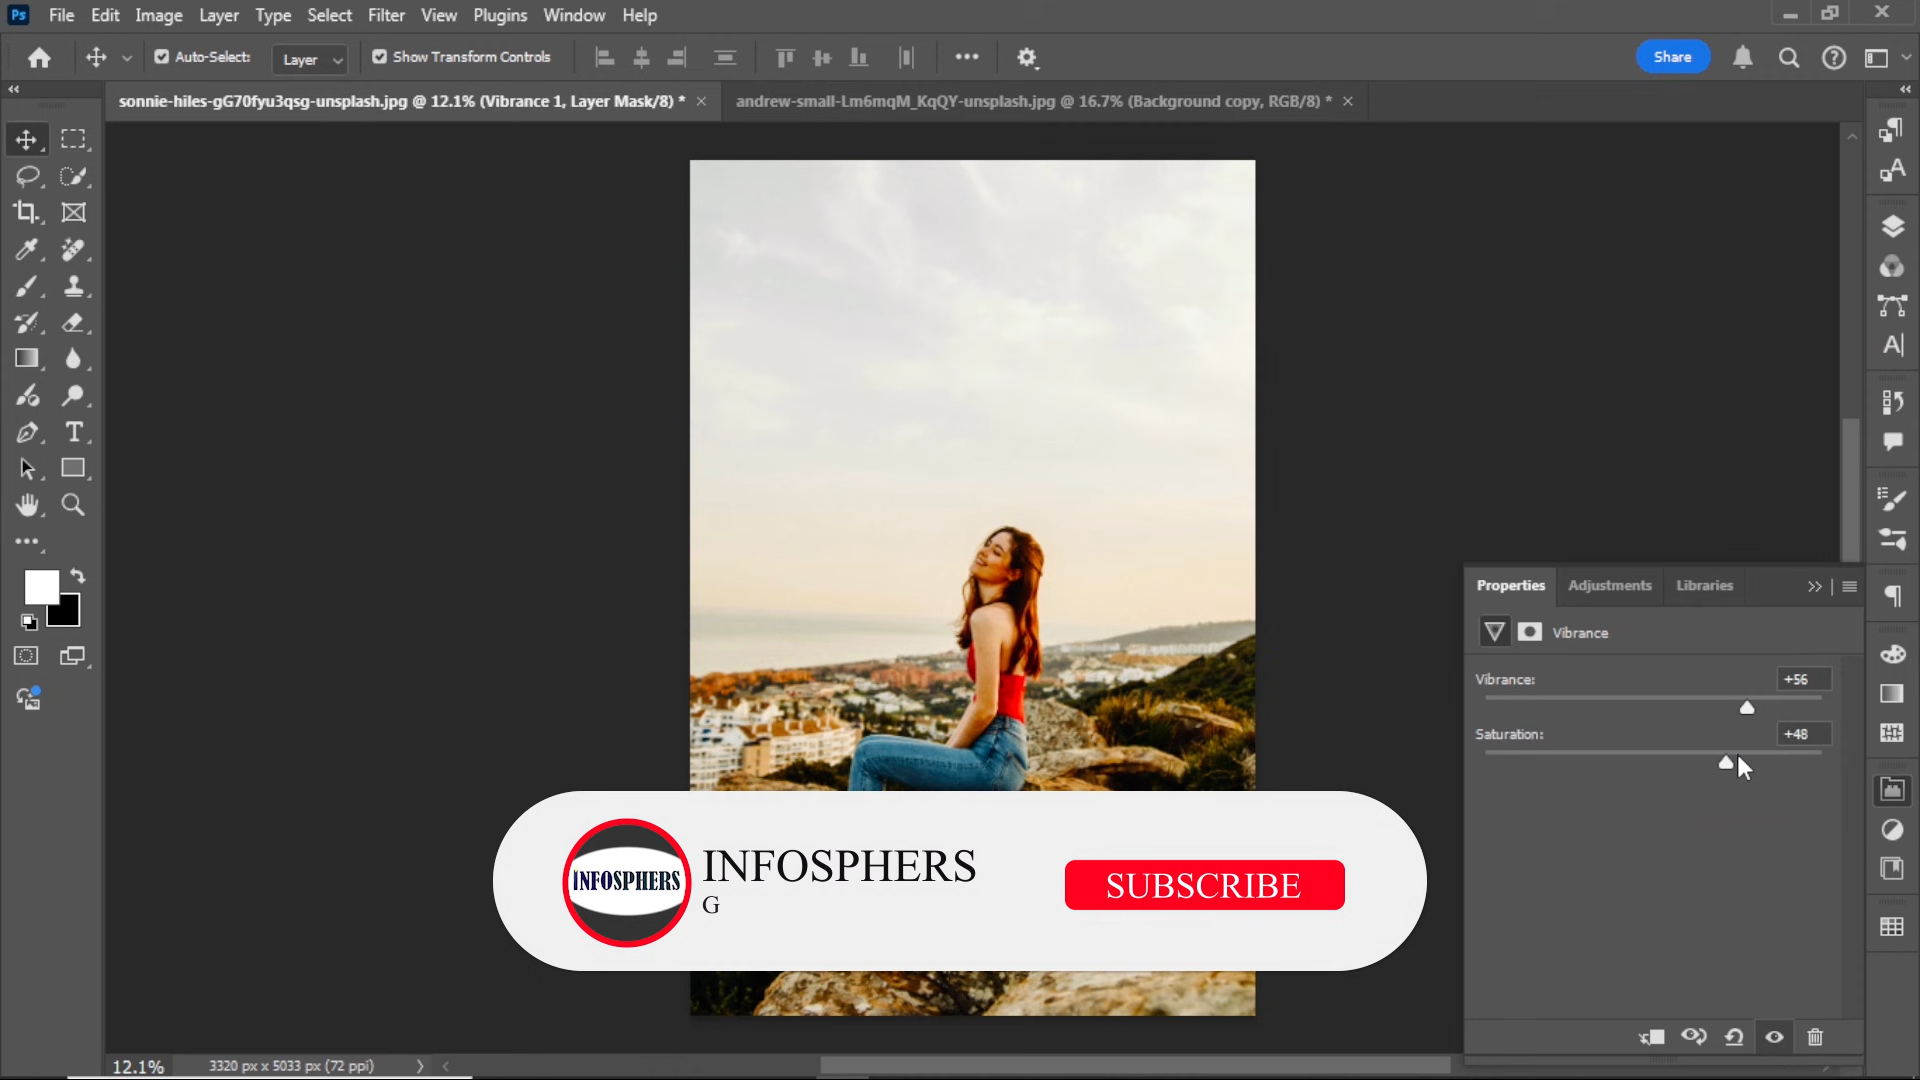 Ps File Edit Image Layer Type Select Filter View Plugins Window Help
Auto-Select: Layer Show Transform Controls Share
sonnie-hiles-gG70fyu3qsg-unsplash.jpg @ 12.1% (Vibrance 1, Layer Mask/8) * andrew-small-Lm6mqM_KqQY-unsplash.jpg @ 16.7% (Background copy, RGB/8) *
Properties Adjustments Libraries
Vibrance
Vibrance: +56
Saturation: +48
INFOSPHERS
INFOSPHERS
G
SUBSCRIBE
12.1% 3320 px x 5033 px (72 ppi)